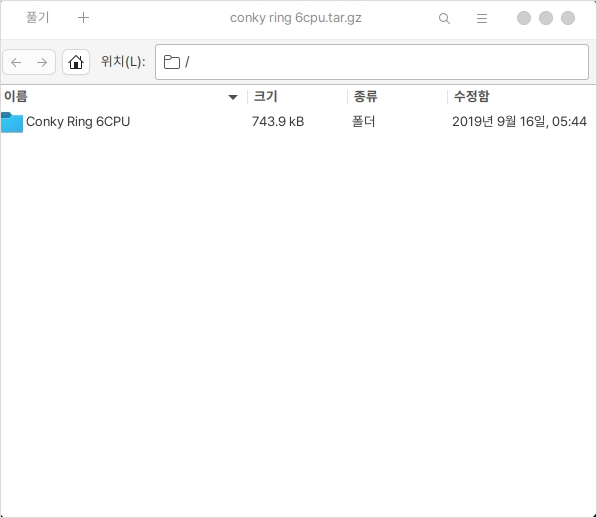 풀기 conky ring 6cpu.tar.gz
위치(L): /
이름 크기 종류 수정함
Conky Ring 6CPU 743.9 kB 폴더 2019년 9월 16일, 05:44